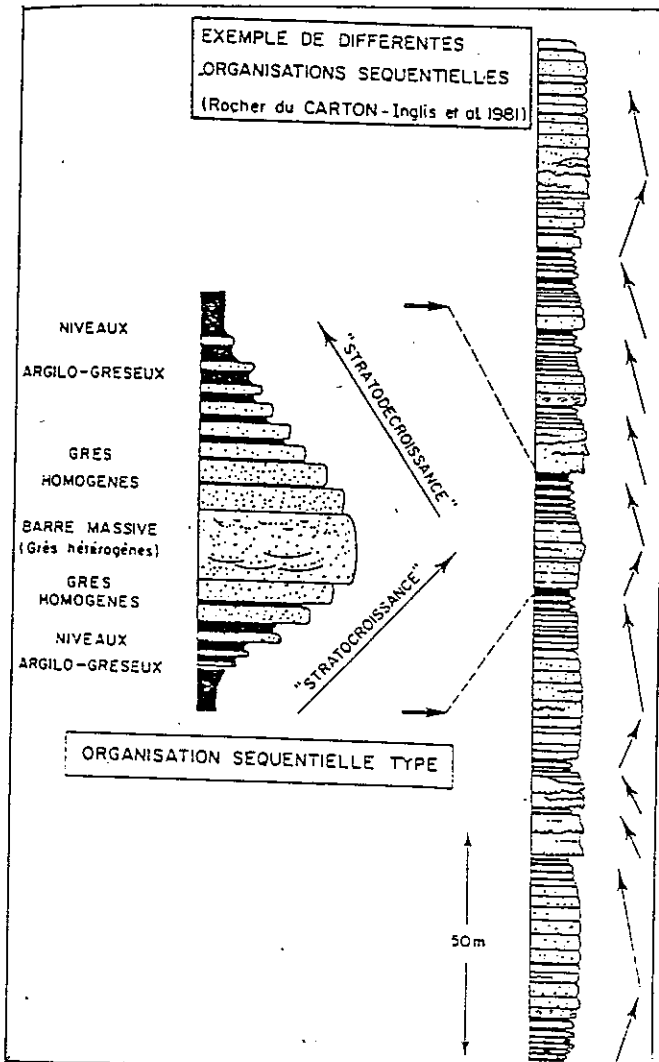 EXEMPLE DE DIFFERENTES
ORGANISATIONS SEQUENTIELLES
(Rocher du CARTON-Inglis et al 1981)
NIVEAUX
ARGILO-GRESEUX
GRES
HOMOGENES
BARRE MASSIVE
(Grès hétérogènes)
GRES
HOMOGENES
NIVEAUX
ARGILO-GRESEUX
"STRATODECROISSANCE"
"STRATOCROISSANCE"
ORGANISATION SEQUENTIELLE TYPE
50m